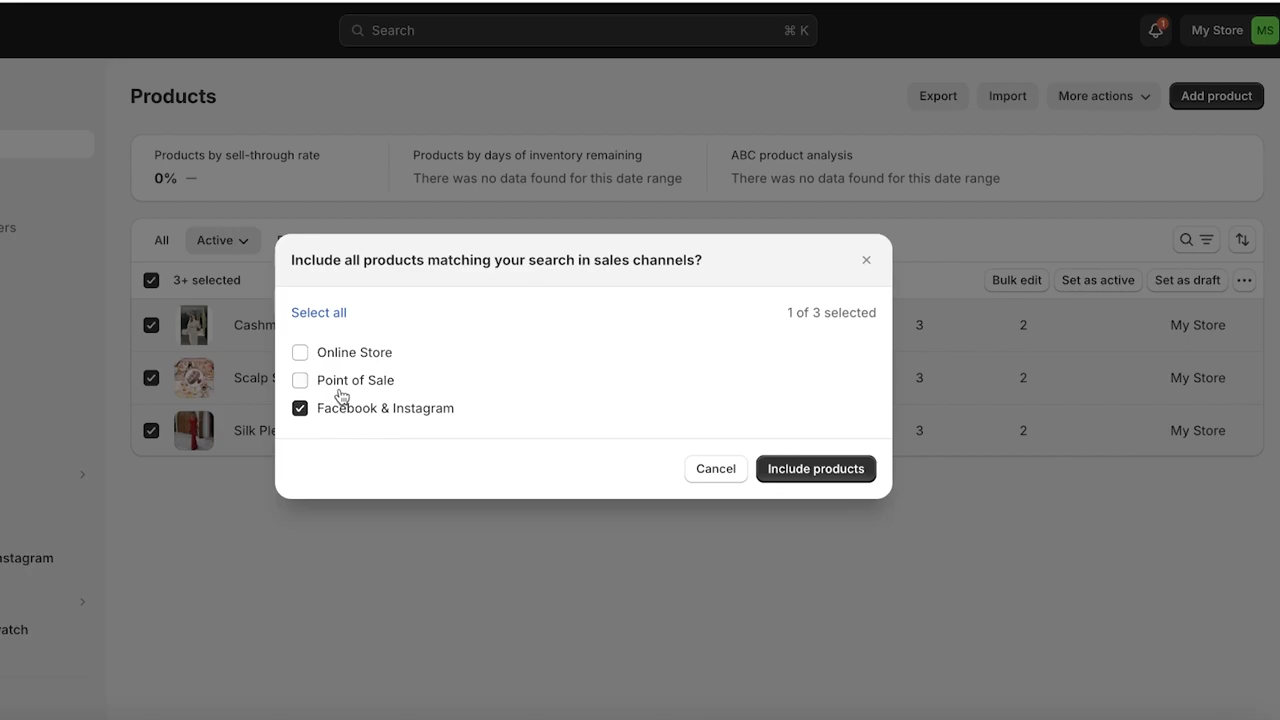 Search ⌘ K
1
My Store MS
Products
Export Import More actions Add product
Products by sell-through rate
0% —
Products by days of inventory remaining
There was no data found for this date range
ABC product analysis
There was no data found for this date range
ers
All Active
Include all products matching your search in sales channels?
3+ selected
Bulk edit Set as active Set as draft
Select all 1 of 3 selected
Cashm 3 2 My Store
Online Store
Point of Sale
Scalp S 3 2 My Store
Facebook & Instagram
Silk Ple 3 2 My Store
Cancel Include products
nstagram
vatch